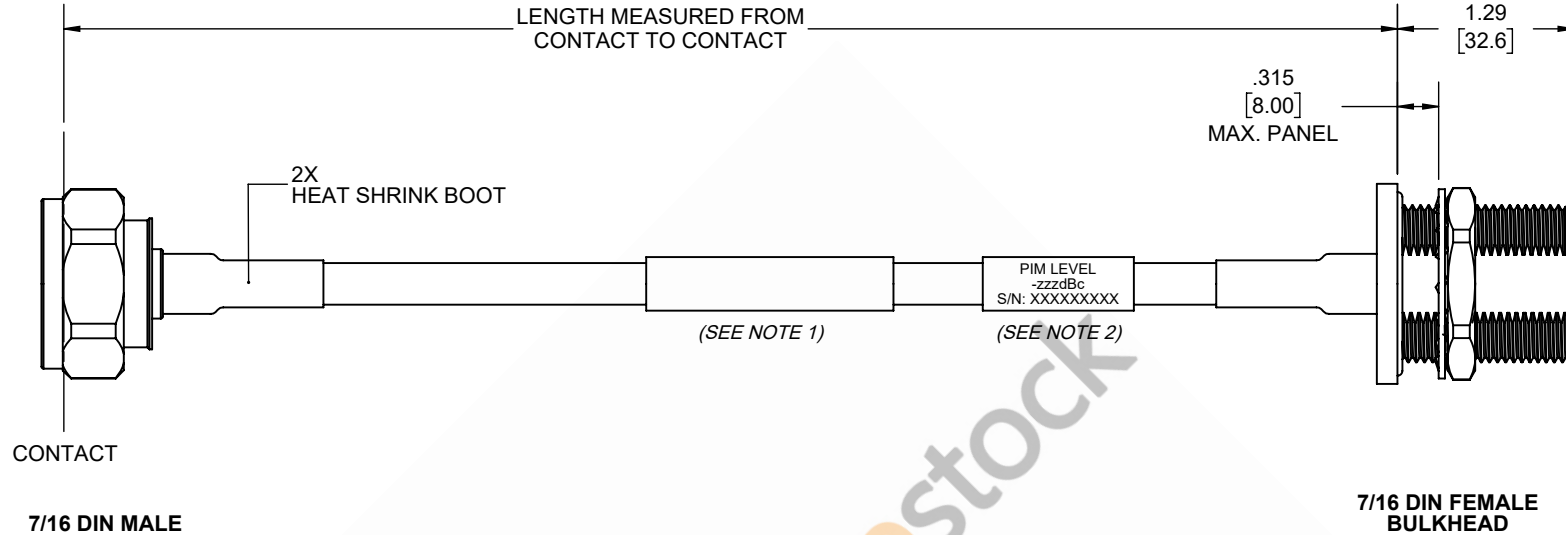 LENGTH MEASURED FROM
CONTACT TO CONTACT
1.29
[32.6]
.315
[8.00]
MAX. PANEL
2X
HEAT SHRINK BOOT
PIM LEVEL
-zzzdBc
S/N: XXXXXXXXX
(SEE NOTE 1)
(SEE NOTE 2)
CONTACT
7/16 DIN MALE
7/16 DIN FEMALE
BULKHEAD
stock